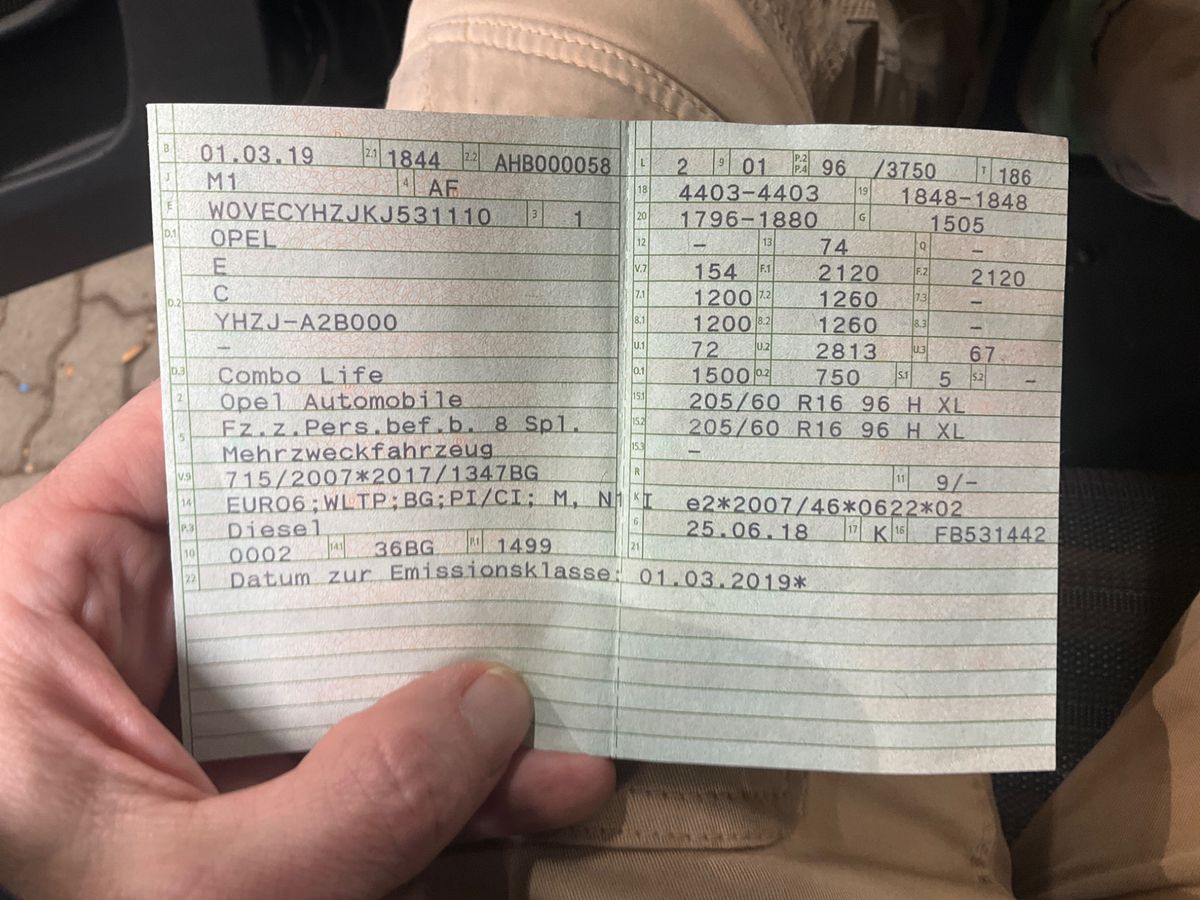 B 01.03.19 2.1 1844 2.2 AHB000058
J M1 4 AF
E W0VECYHZJKJ531110 3 1
D.1 OPEL
E
D.2 C
YHZJ-A2B000
–
D.3 Combo Life
2 Opel Automobile
5 Fz.z.Pers.bef.b. 8 Spl.
Mehrzweckfahrzeug
V.9 715/2007*2017/1347BG
14 EURO6;WLTP;BG;PI/CI; M, N1 I
P.3 Diesel
10 0002 14.1 36BG P.1 1499
22 Datum zur Emissionsklasse: 01.03.2019*
L 2 9 01 P.2 P.4 96 /3750 T 186
18 4403-4403 19 1848-1848
20 1796-1880 G 1505
12 – 13 74 Q –
V.7 154 F.1 2120 F.2 2120
7.1 1200 7.2 1260 7.3 –
8.1 1200 8.2 1260 8.3 –
U.1 72 U.2 2813 U.3 67
O.1 1500 O.2 750 S.1 5 S.2 –
15.1 205/60 R16 96 H XL
15.2 205/60 R16 96 H XL
15.3 –
R 11 9/-
K e2*2007/46*0622*02
6 25.06.18 17 K 16 FB531442
21